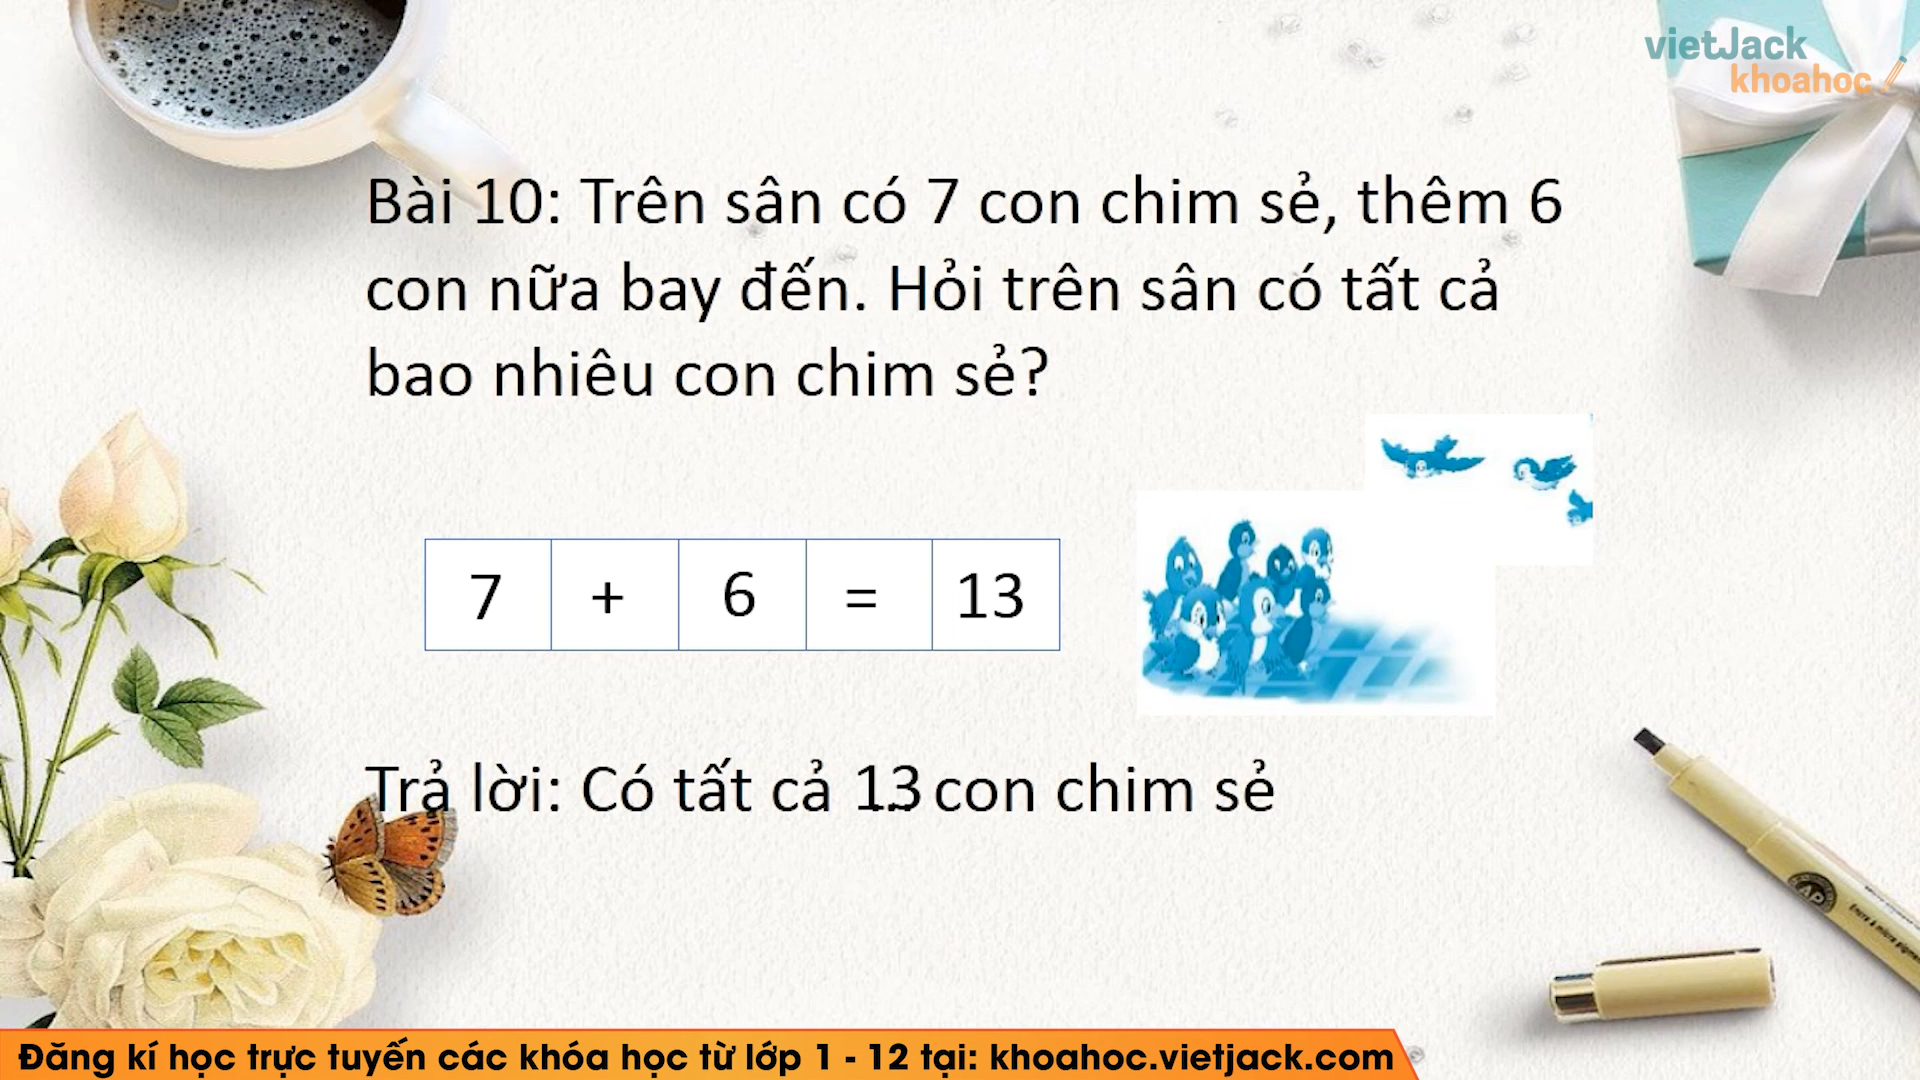 vietJack
khoahoc
Bài 10: Trên sân có 7 con chim sẻ, thêm 6
con nữa bay đến. Hỏi trên sân có tất cả
bao nhiêu con chim sẻ?
7 + 6 = 13
Trả lời: Có tất cả 13 con chim sẻ
AP
Đăng kí học trực tuyến các khóa học từ lớp 1 - 12 tại: khoahoc.vietjack.com